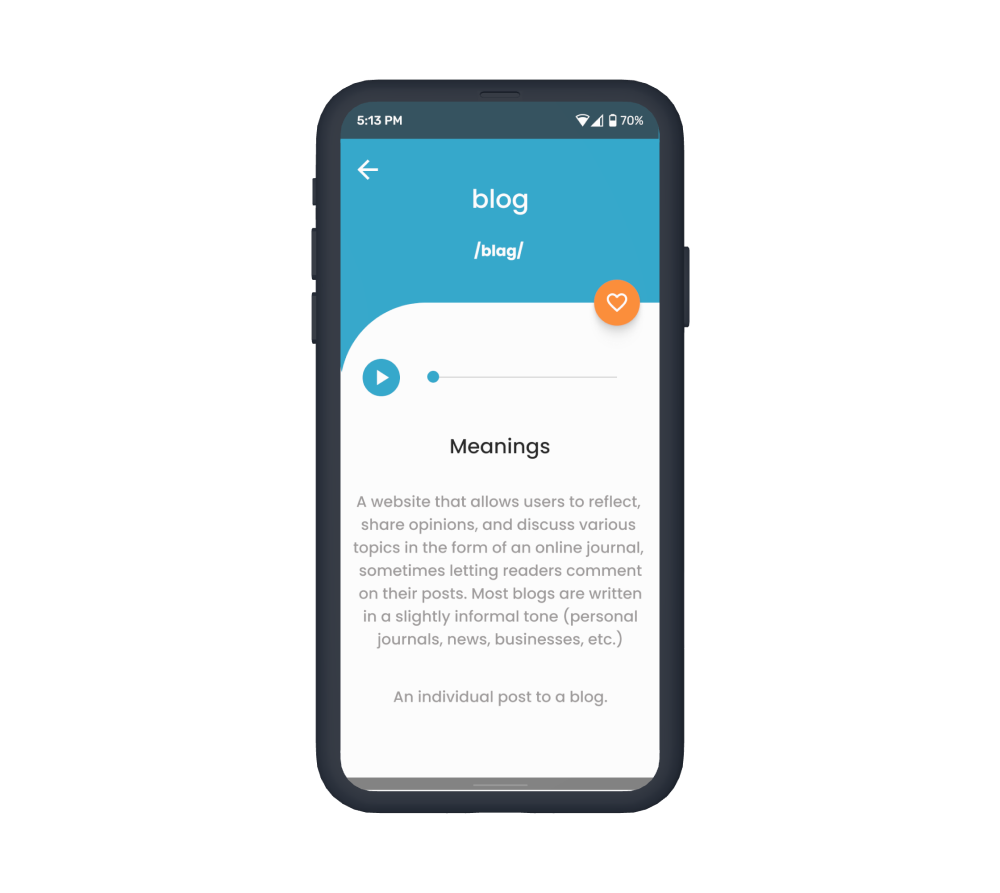 5:13 PM 70%
blog
/blag/
Meanings
A website that allows users to reflect,
share opinions, and discuss various
topics in the form of an online journal,
sometimes letting readers comment
on their posts. Most blogs are written
in a slightly informal tone (personal
journals, news, businesses, etc.)
An individual post to a blog.